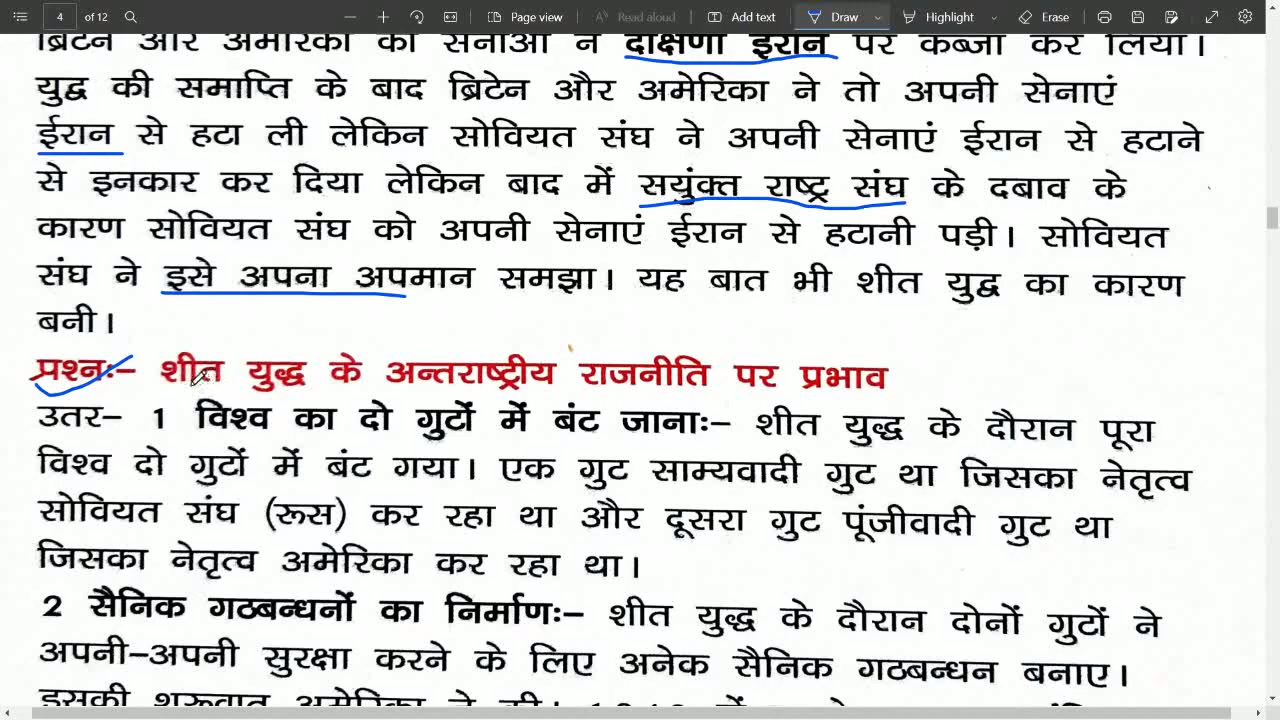 4 of 12 Page view Read aloud Add text Draw Highlight Erase
ब्रिटेन और अमेरिका की सेनाओं ने दक्षिणी इरान पर कब्जा कर लिया।
युद्व की समाप्ति के बाद ब्रिटेन और अमेरिका ने तो अपनी सेनाएं
ईरान से हटा ली लेकिन सोवियत संघ ने अपनी सेनाएं ईरान से हटाने
से इनकार कर दिया लेकिन बाद में सयुंक्त राष्ट्र संघ के दबाव के
कारण सोवियत संघ को अपनी सेनाएं ईरान से हटानी पड़ी। सोवियत
संघ ने इसे अपना अपमान समझा। यह बात भी शीत युद्व का कारण
बनी।
प्रश्नः– शीत युद्ध के अन्तराष्ट्रीय राजनीति पर प्रभाव
उतर– 1 विश्व का दो गुटों में बंट जानाः– शीत युद्ध के दौरान पूरा
विश्व दो गुटों में बंट गया। एक गुट साम्यवादी गुट था जिसका नेतृत्व
सोवियत संघ (रूस) कर रहा था और दूसरा गुट पूंजीवादी गुट था
जिसका नेतृत्व अमेरिका कर रहा था।
2 सैनिक गठबन्धनों का निर्माणः– शीत युद्ध के दौरान दोनों गुटों ने
अपनी–अपनी सुरक्षा करने के लिए अनेक सैनिक गठबन्धन बनाए।
इसकी शुरूवात अमेरिका ने की।